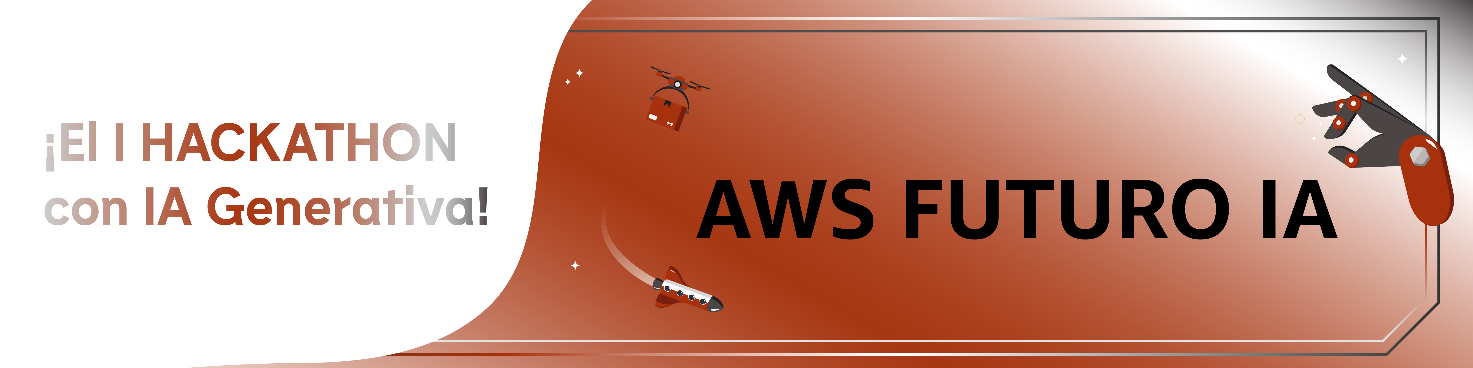 ¡El I HACKATHON
con IA Generativa!
AWS FUTURO IA